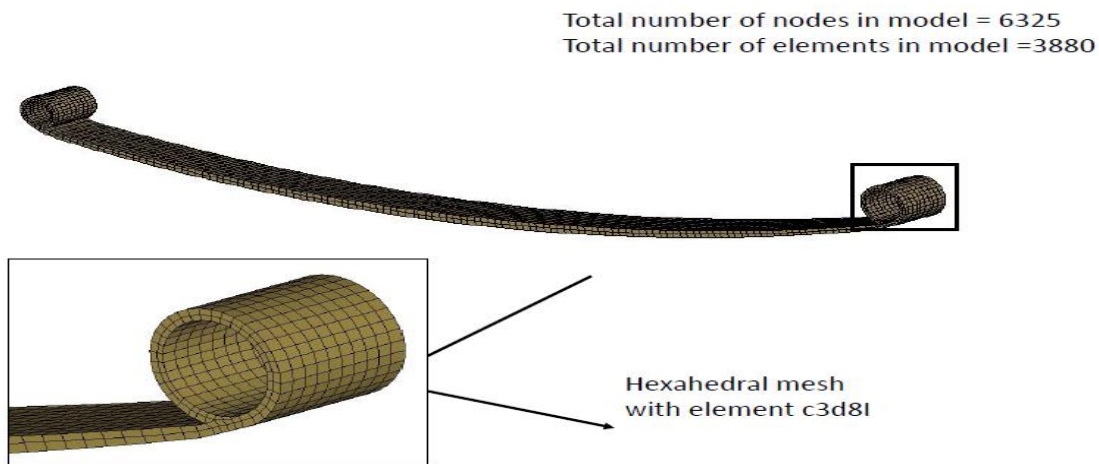 Total number of nodes in model = 6325
Total number of elements in model =3880
Hexahedral mesh
with element c3d8I